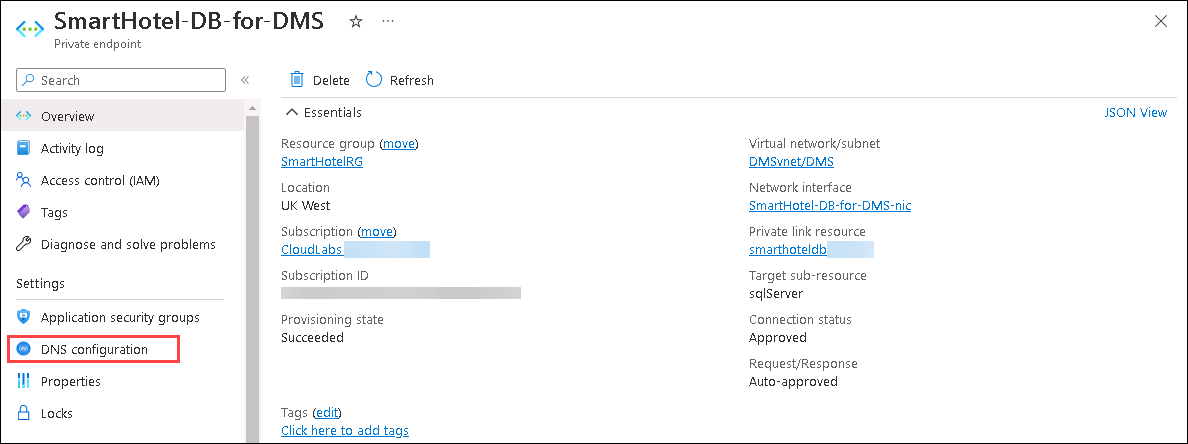 SmartHotel-DB-for-DMS
Private endpoint
Search
Overview
Activity log
Access control (IAM)
Tags
Diagnose and solve problems
Settings
Application security groups
DNS configuration
Properties
Locks
Delete
Refresh
Essentials
JSON View
Resource group (move)
SmartHotelRG
Location
UK West
Subscription (move)
CloudLabs
Subscription ID
Provisioning state
Succeeded
Virtual network/subnet
DMSvnet/DMS
Network interface
SmartHotel-DB-for-DMS-nic
Private link resource
smarthoteldb
Target sub-resource
sqlServer
Connection status
Approved
Request/Response
Auto-approved
Tags (edit)
Click here to add tags